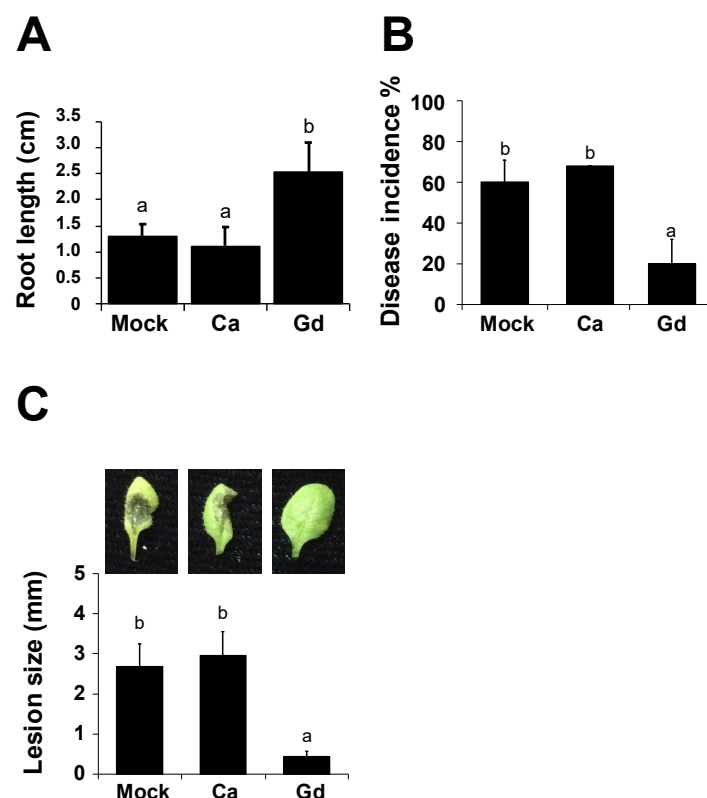 A
Root length (cm)
3.5
3.0
2.5
2.0
1.5
1.0
0.5
0
a
a
b
Mock Ca Gd
B
Disease incidence %
100
80
60
40
20
0
b
b
a
Mock Ca Gd
C
Lesion size (mm)
5
4
3
2
1
0
b
b
a
Mock Ca Gd